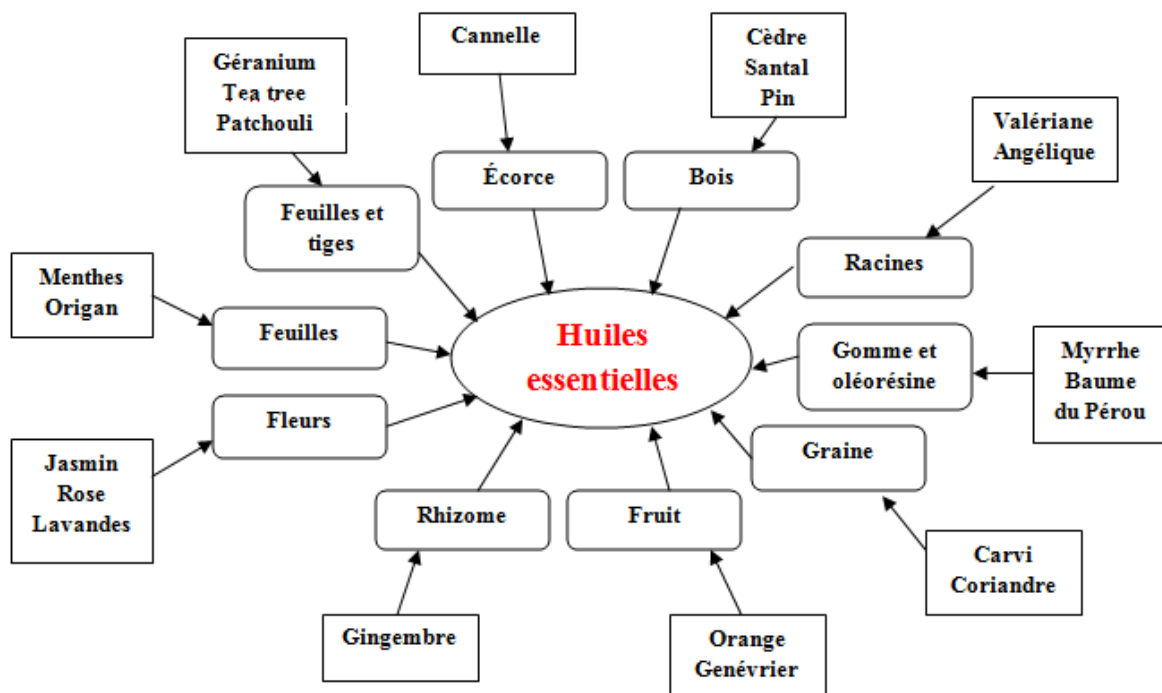 Cannelle
Cèdre
Santal
Pin
Géranium
Tea tree
Patchouli
Valériane
Angélique
Écorce
Bois
Feuilles et
tiges
Racines
Menthes
Origan
Feuilles
Huiles
essentielles
Gomme et
oléorésine
Myrrhe
Baume
du Pérou
Fleurs
Graine
Jasmin
Rose
Lavandes
Rhizome
Fruit
Carvi
Coriandre
Gingembre
Orange
Genévrier